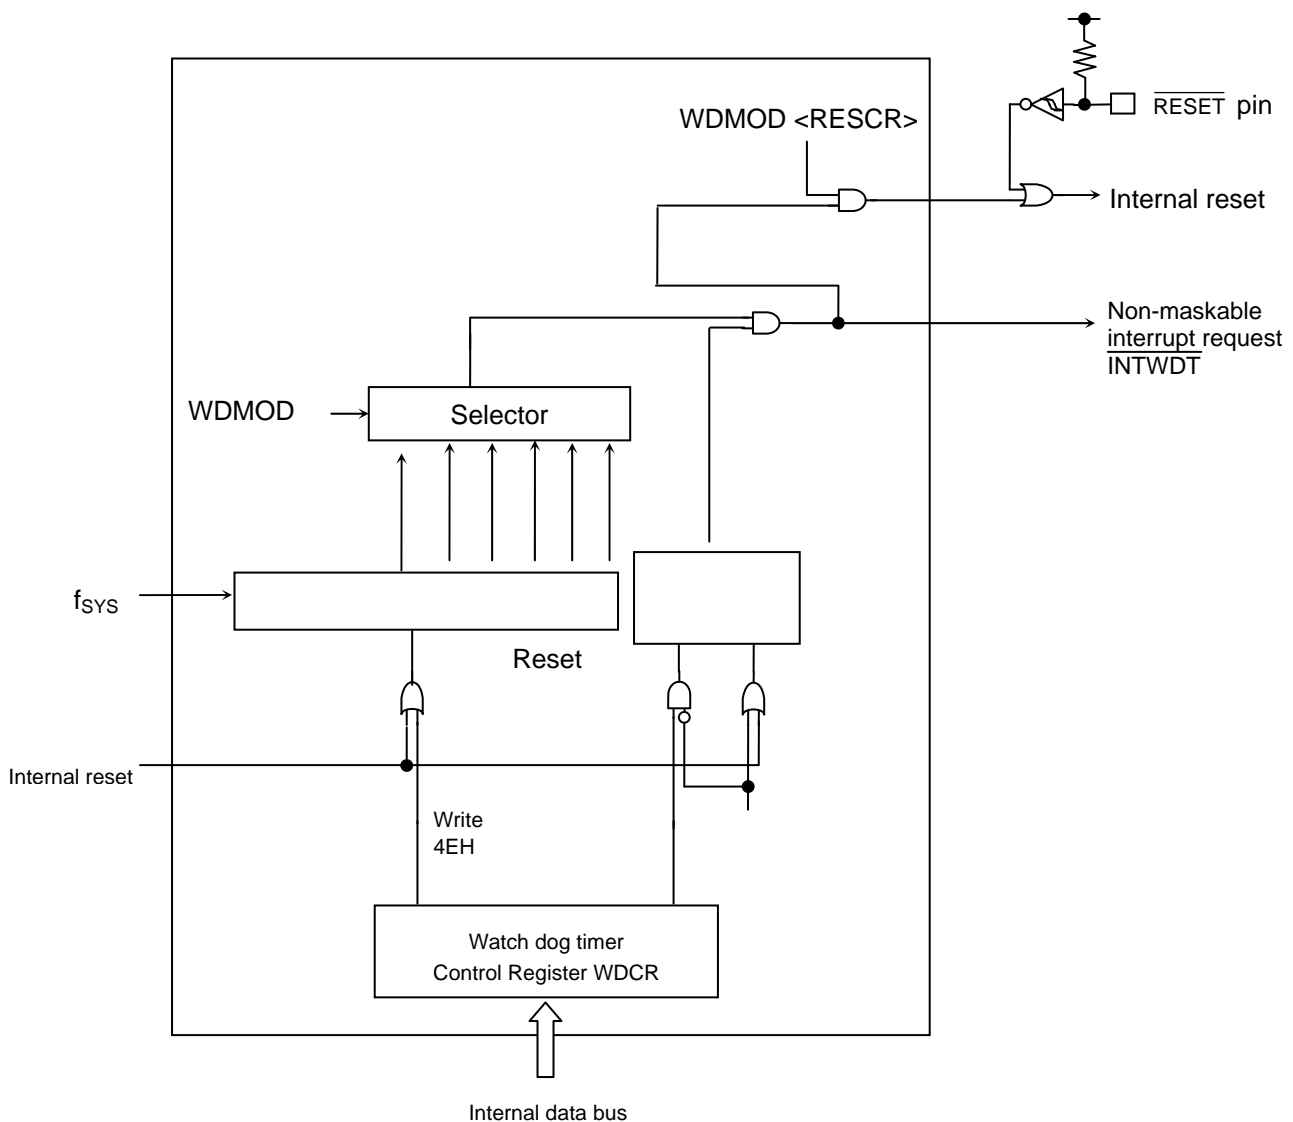 RESET pin
WDMOD <RESCR>
Internal reset
Non-maskable
interrupt request
INTWDT
WDMOD
Selector
fSYS
Reset
Internal reset
Write
4EH
Watch dog timer
Control Register WDCR
Internal data bus